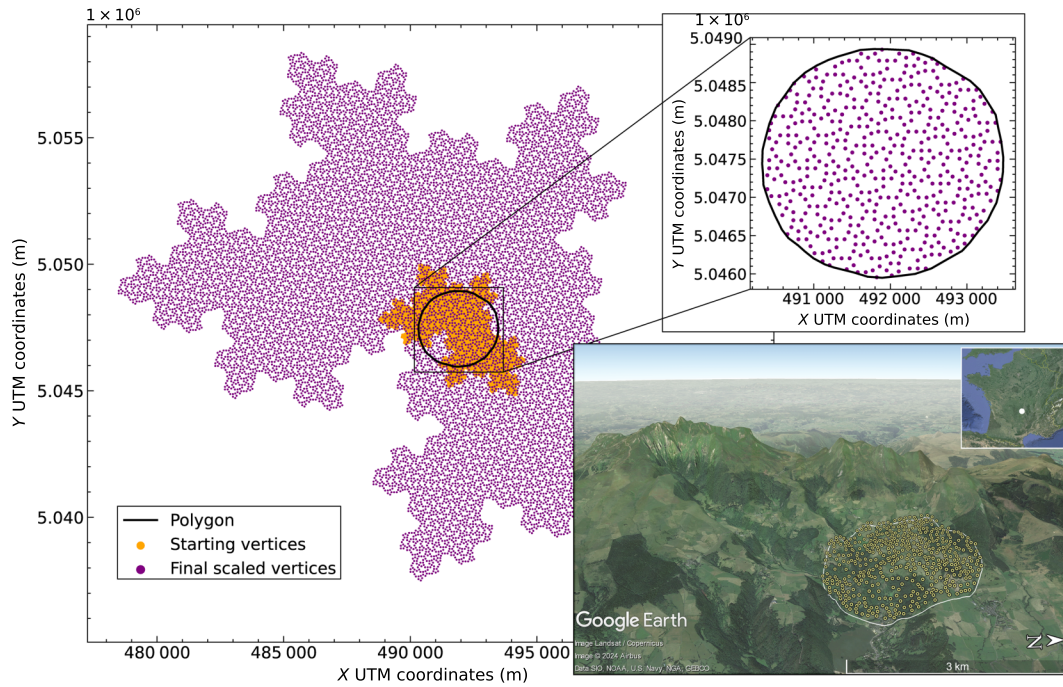 1 × 10⁶
5.055
5.050
5.045
5.040
Y UTM coordinates (m)
480 000
485 000
490 000
495 000
X UTM coordinates (m)
Polygon
Starting vertices
Final scaled vertices
1 × 10⁶
5.0490
5.0485
5.0480
5.0475
5.0470
5.0465
5.0460
Y UTM coordinates (m)
491 000
492 000
493 000
X UTM coordinates (m)
Google Earth
Image Landsat / Copernicus
Image © 2024 Airbus
Data SIO, NOAA, U.S. Navy, NGA, GEBCO
N
3 km